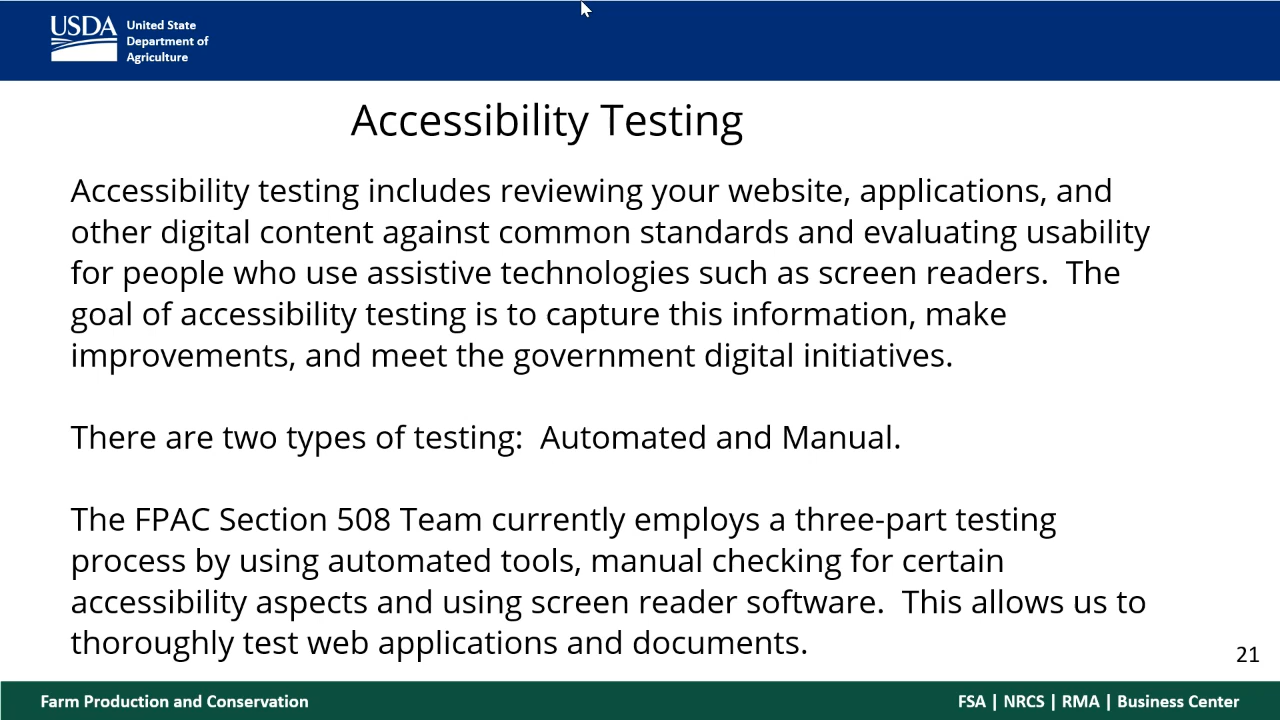 USDA
United State
Department of
Agriculture
Accessibility Testing
Accessibility testing includes reviewing your website, applications, and
other digital content against common standards and evaluating usability
for people who use assistive technologies such as screen readers.  The
goal of accessibility testing is to capture this information, make
improvements, and meet the government digital initiatives.
There are two types of testing:  Automated and Manual.
The FPAC Section 508 Team currently employs a three-part testing
process by using automated tools, manual checking for certain
accessibility aspects and using screen reader software.  This allows us to
thoroughly test web applications and documents.
21
Farm Production and Conservation
FSA | NRCS | RMA | Business Center